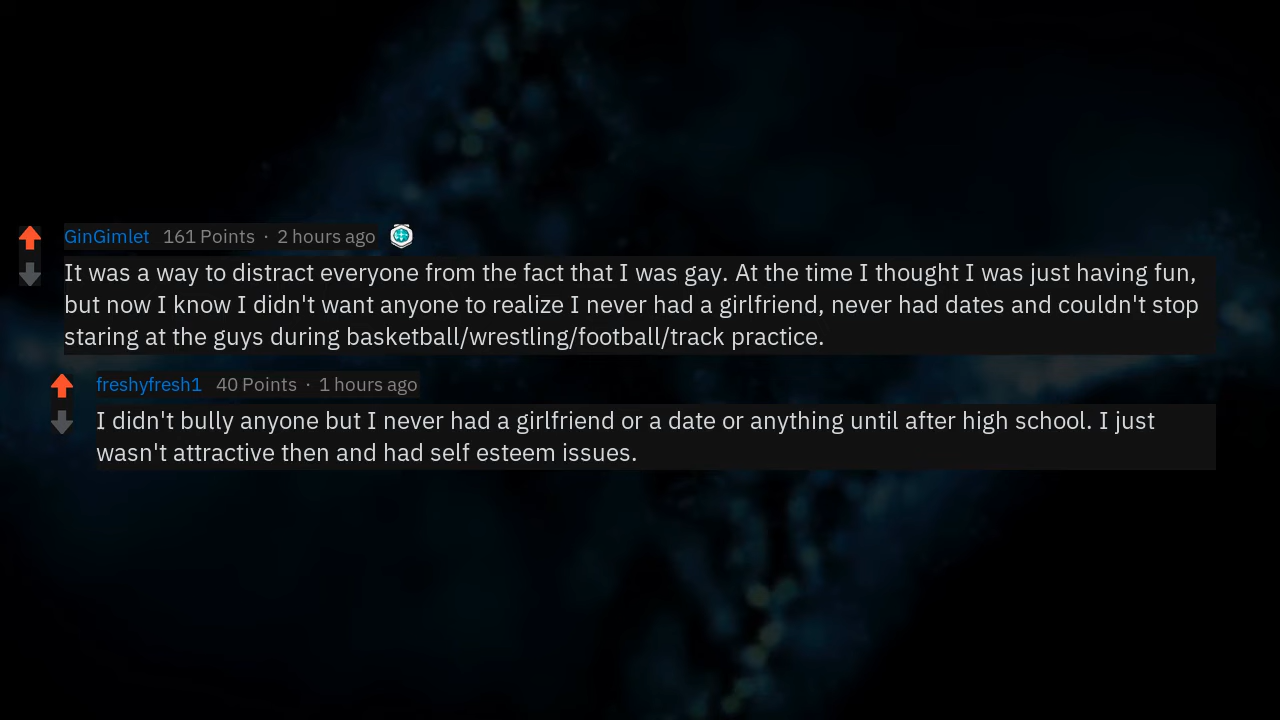 GinGimlet 161 Points · 2 hours ago
It was a way to distract everyone from the fact that I was gay. At the time I thought I was just having fun,
but now I know I didn't want anyone to realize I never had a girlfriend, never had dates and couldn't stop
staring at the guys during basketball/wrestling/football/track practice.
freshyfresh1 40 Points · 1 hours ago
I didn't bully anyone but I never had a girlfriend or a date or anything until after high school. I just
wasn't attractive then and had self esteem issues.